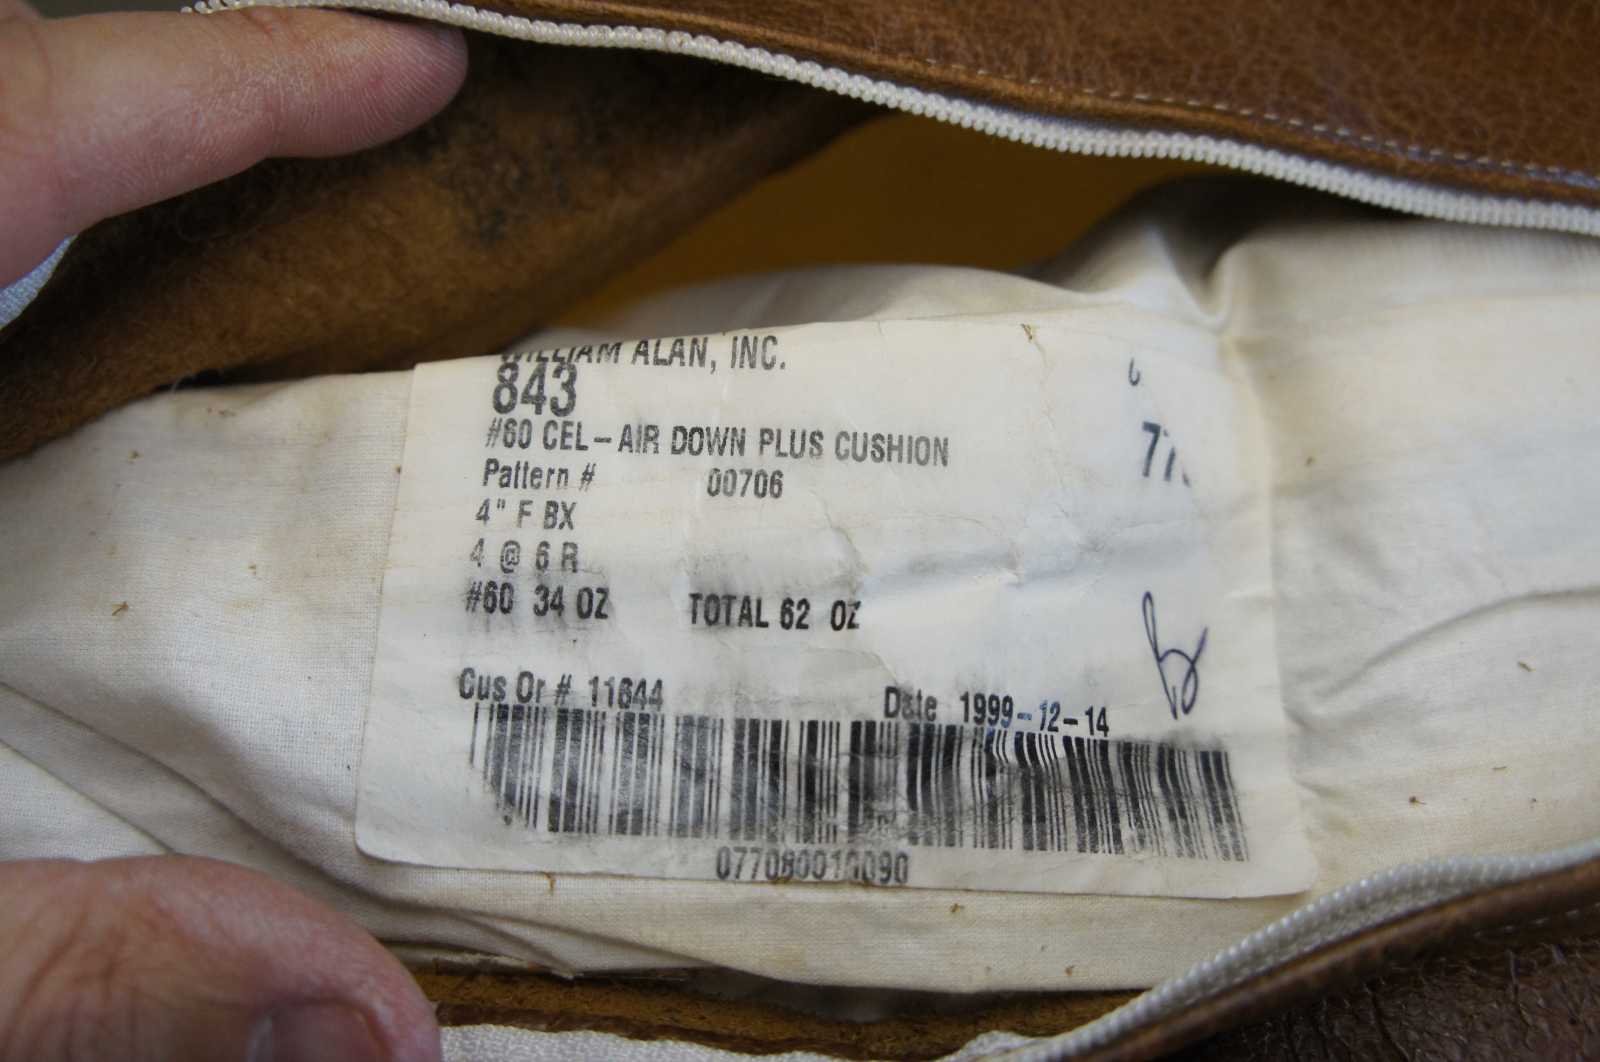 WILLIAM ALAN, INC.
843
#60 CEL-AIR DOWN PLUS CUSHION
77
Pattern # 00706
4" F BX
4 @ 6 R
#60 34 OZ TOTAL 62 OZ
Cus Or # 11644
Date 1999-12-14